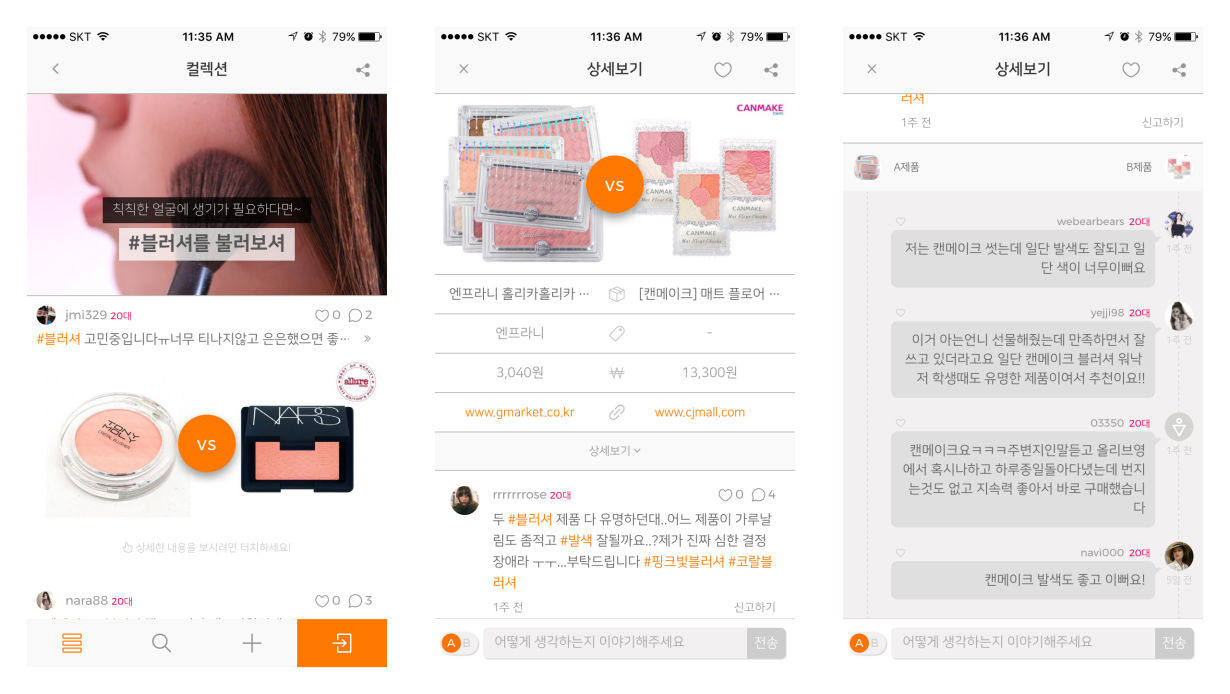 ●●●●● SKT 11:35 AM 79%
컬렉션
칙칙한 얼굴에 생기가 필요하다면~
#블러셔를 불러보셔
jmi329 20대 0 2
#블러셔 고민중입니다ㅠ너무 티나지않고 은은했으면 좋··· »
BEST OF BEAUTY
allure
TONY MOLY
CRYSTAL BLUSHER
VS
NARS
상세한 내용을 보시려면 터치하세요!
nara88 20대 0 3
●●●●● SKT 11:36 AM 79%
상세보기
CANMAKE
TOKYO
VS
CANMAKE
Mat Fleur Cheeks
CANMAKE
Mat Fleur Cheeks
CANMAKE
Mat Fleur Cheeks
엔프라니 홀리카홀리카 ··· [캔메이크] 매트 플로어 ···
엔프라니 -
3,040원 ₩ 13,300원
www.gmarket.co.kr www.cjmall.com
상세보기
rrrrrrrose 20대 0 4
두 #블러셔 제품 다 유명하던대..어느 제품이 가루날
림도 좀적고 #발색 잘될까요..?제가 진짜 심한 결정
장애라 ㅜㅜ...부탁드립니다 #핑크빛블러셔 #코랄블
러셔
1주 전 신고하기
A B 어떻게 생각하는지 이야기해주세요 전송
●●●●● SKT 11:36 AM 79%
상세보기
러셔
1주 전 신고하기
A제품 B제품
webearbears 20대
저는 캔메이크 썻는데 일단 발색도 잘되고 일
단 색이 너무이뻐요
1주 전
yejji98 20대
이거 아는언니 선물해줬는데 만족하면서 잘
쓰고 있더라고요 일단 캔메이크 블러셔 워낙
저 학생때도 유명한 제품이여서 추천이요!!
1주 전
03350 20대
캔메이크요ㅋㅋㅋ주변지인말듣고 올리브영
에서 혹시나하고 하루종일돌아다녔는데 번지
는것도 없고 지속력 좋아서 바로 구매했습니
다
1주 전
navi000 20대
캔메이크 발색도 좋고 이뻐요!
5일 전
A B 어떻게 생각하는지 이야기해주세요 전송